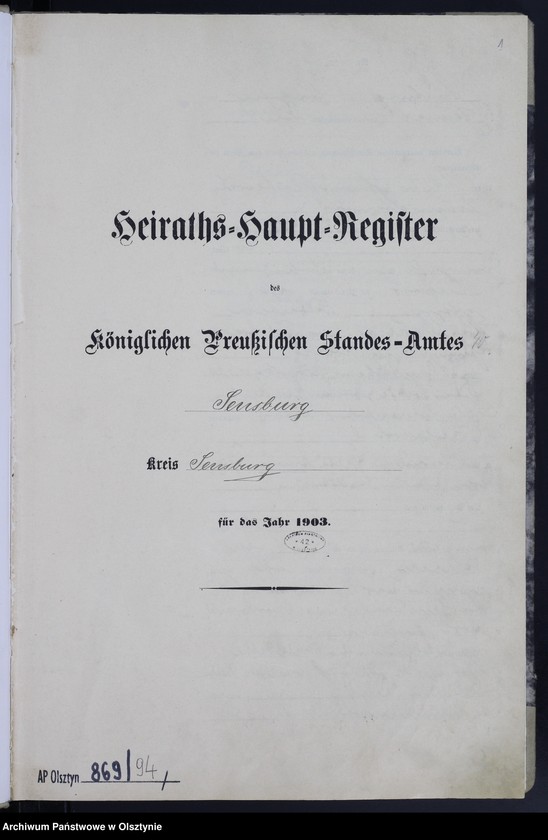 1
Heiraths-Haupt-Register
des
Königlichen Preußischen Standes-Amtes
Sensburg
Kreis Sensburg
für das Jahr 1903.
AP Olsztyn 869/94/
Archiwum Państwowe w Olsztynie